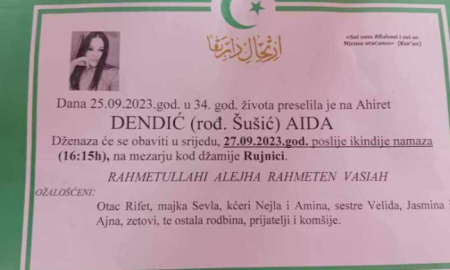 «Svi smo Allahovi i svi se
Njemu vraćamo» (Kur'an)
Dana 25.09.2023.god. u 34. god. života preselila je na Ahiret
DENDIĆ (rođ. Šušić) AIDA
Dženaza će se obaviti u srijedu, 27.09.2023.god. poslije ikindije namaza
(16:15h), na mezarju kod džamije Rujnici.
RAHMETULLAHI ALEJHA RAHMETEN VASIAH
OŽALOŠĆENI:
Otac Rifet, majka Sevla, kćeri Nejla i Amina, sestre Velida, Jasmina
Ajna, zetovi, te ostala rodbina, prijatelji i komšije.